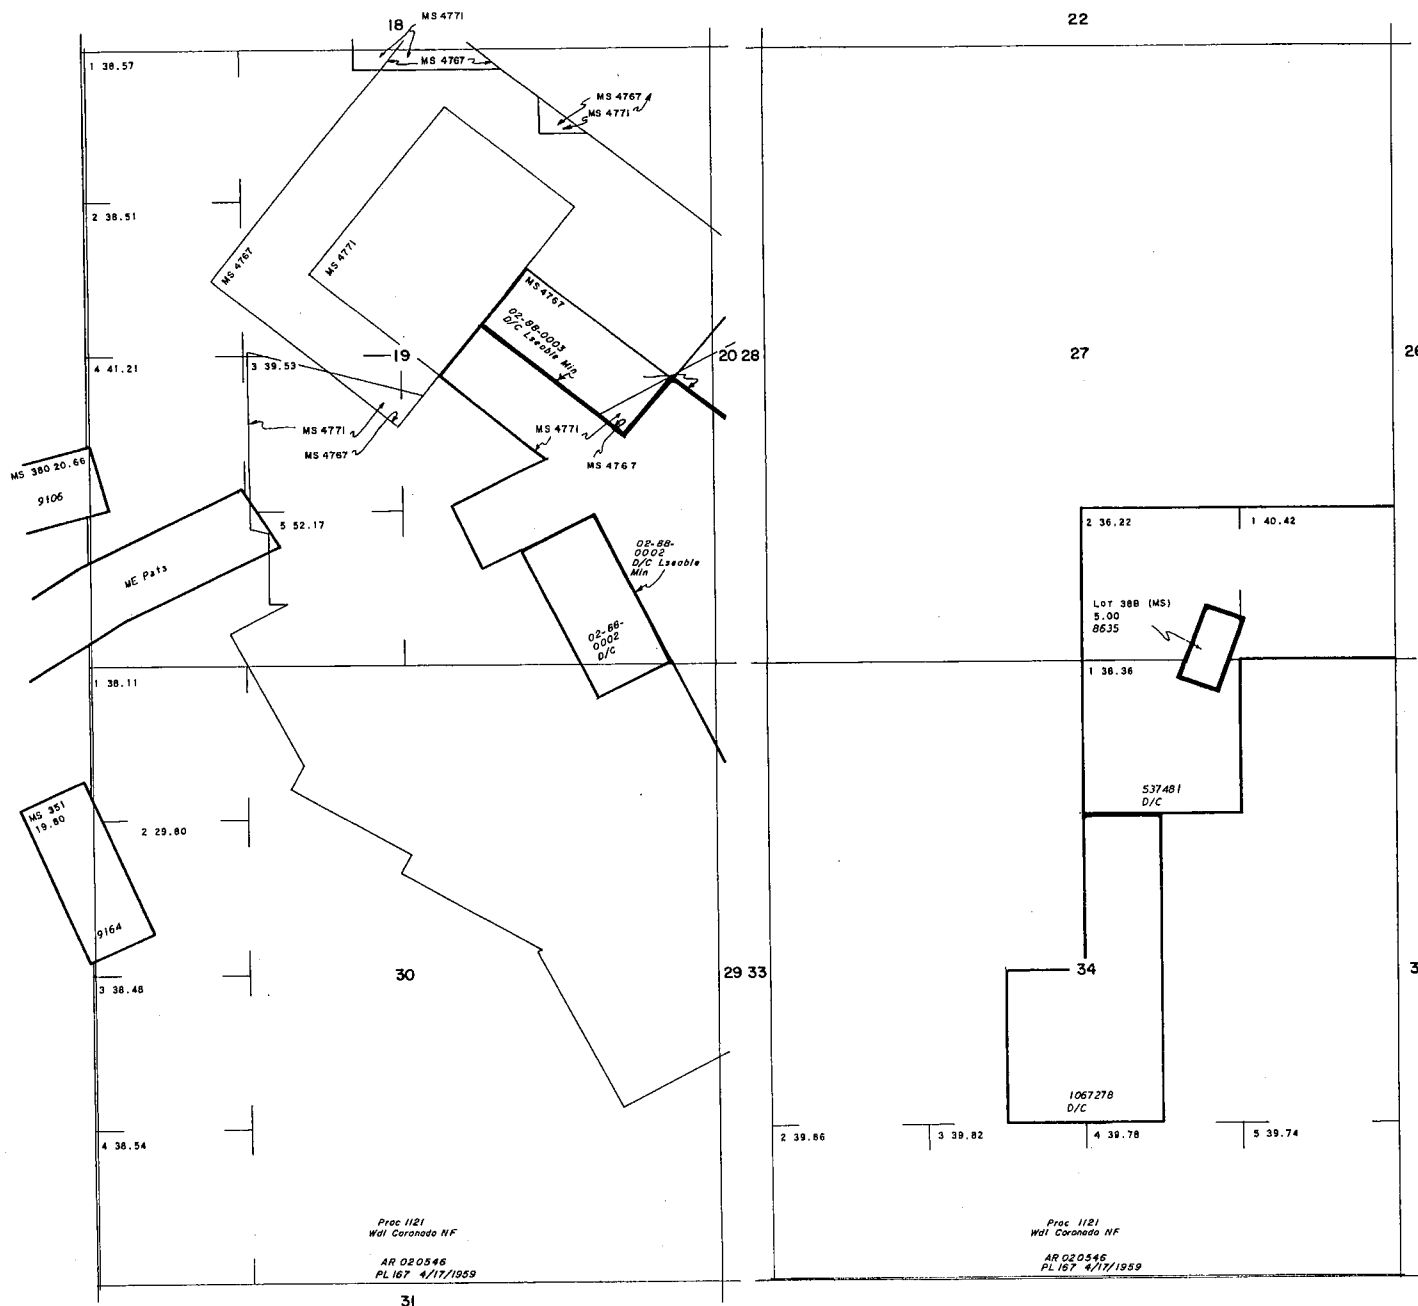 18
MS 4771
22
1 38.57
MS 4767
MS 4767
MS 4771
2 38.51
MS 4767
MS 4771
MS 4767
02-88-0003
D/C Lseable Min
19
20
28
27
26
3 39.53
4 41.21
MS 4771
MS 4767
MS 4771
MS 4767
MS 380 20.66
9106
5 52.17
ME Pats
02-88-
0002
D/C Lseable
Min
02-88-
0002
D/C
2 36.22
1 40.42
LOT 38B (MS)
5.00
8635
1 38.11
1 38.36
537481
D/C
MS 351
19.80
2 29.80
9164
30
29
33
34
3
3 38.48
1067278
D/C
4 38.54
2 39.86
3 39.82
4 39.78
5 39.74
Proc 1121
Wdl Coronado NF
AR 020546
PL 167 4/17/1959
Proc 1121
Wdl Coronado NF
AR 020546
PL 167 4/17/1959
31